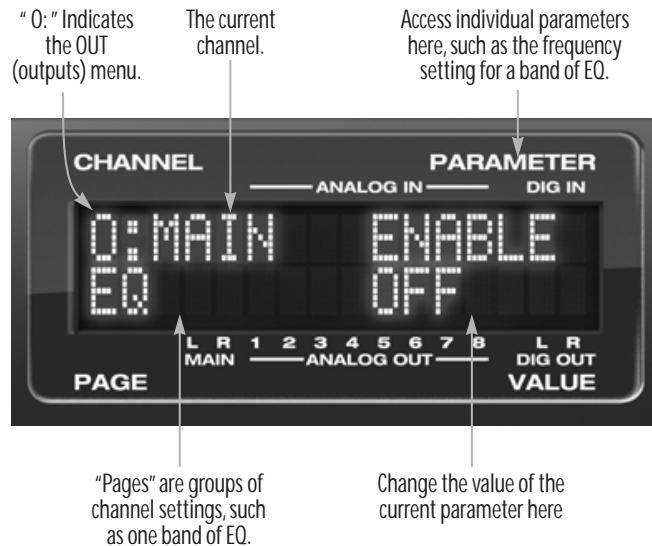 “ O: ” Indicates
the OUT
(outputs) menu.
The current
channel.
Access individual parameters
here, such as the frequency
setting for a band of EQ.
CHANNEL PARAMETER
ANALOG IN DIG IN
O:MAIN ENABLE
EQ OFF
L R 1 2 3 4 5 6 7 8 L R
MAIN ANALOG OUT DIG OUT
PAGE VALUE
“Pages” are groups of
channel settings, such
as one band of EQ.
Change the value of the
current parameter here